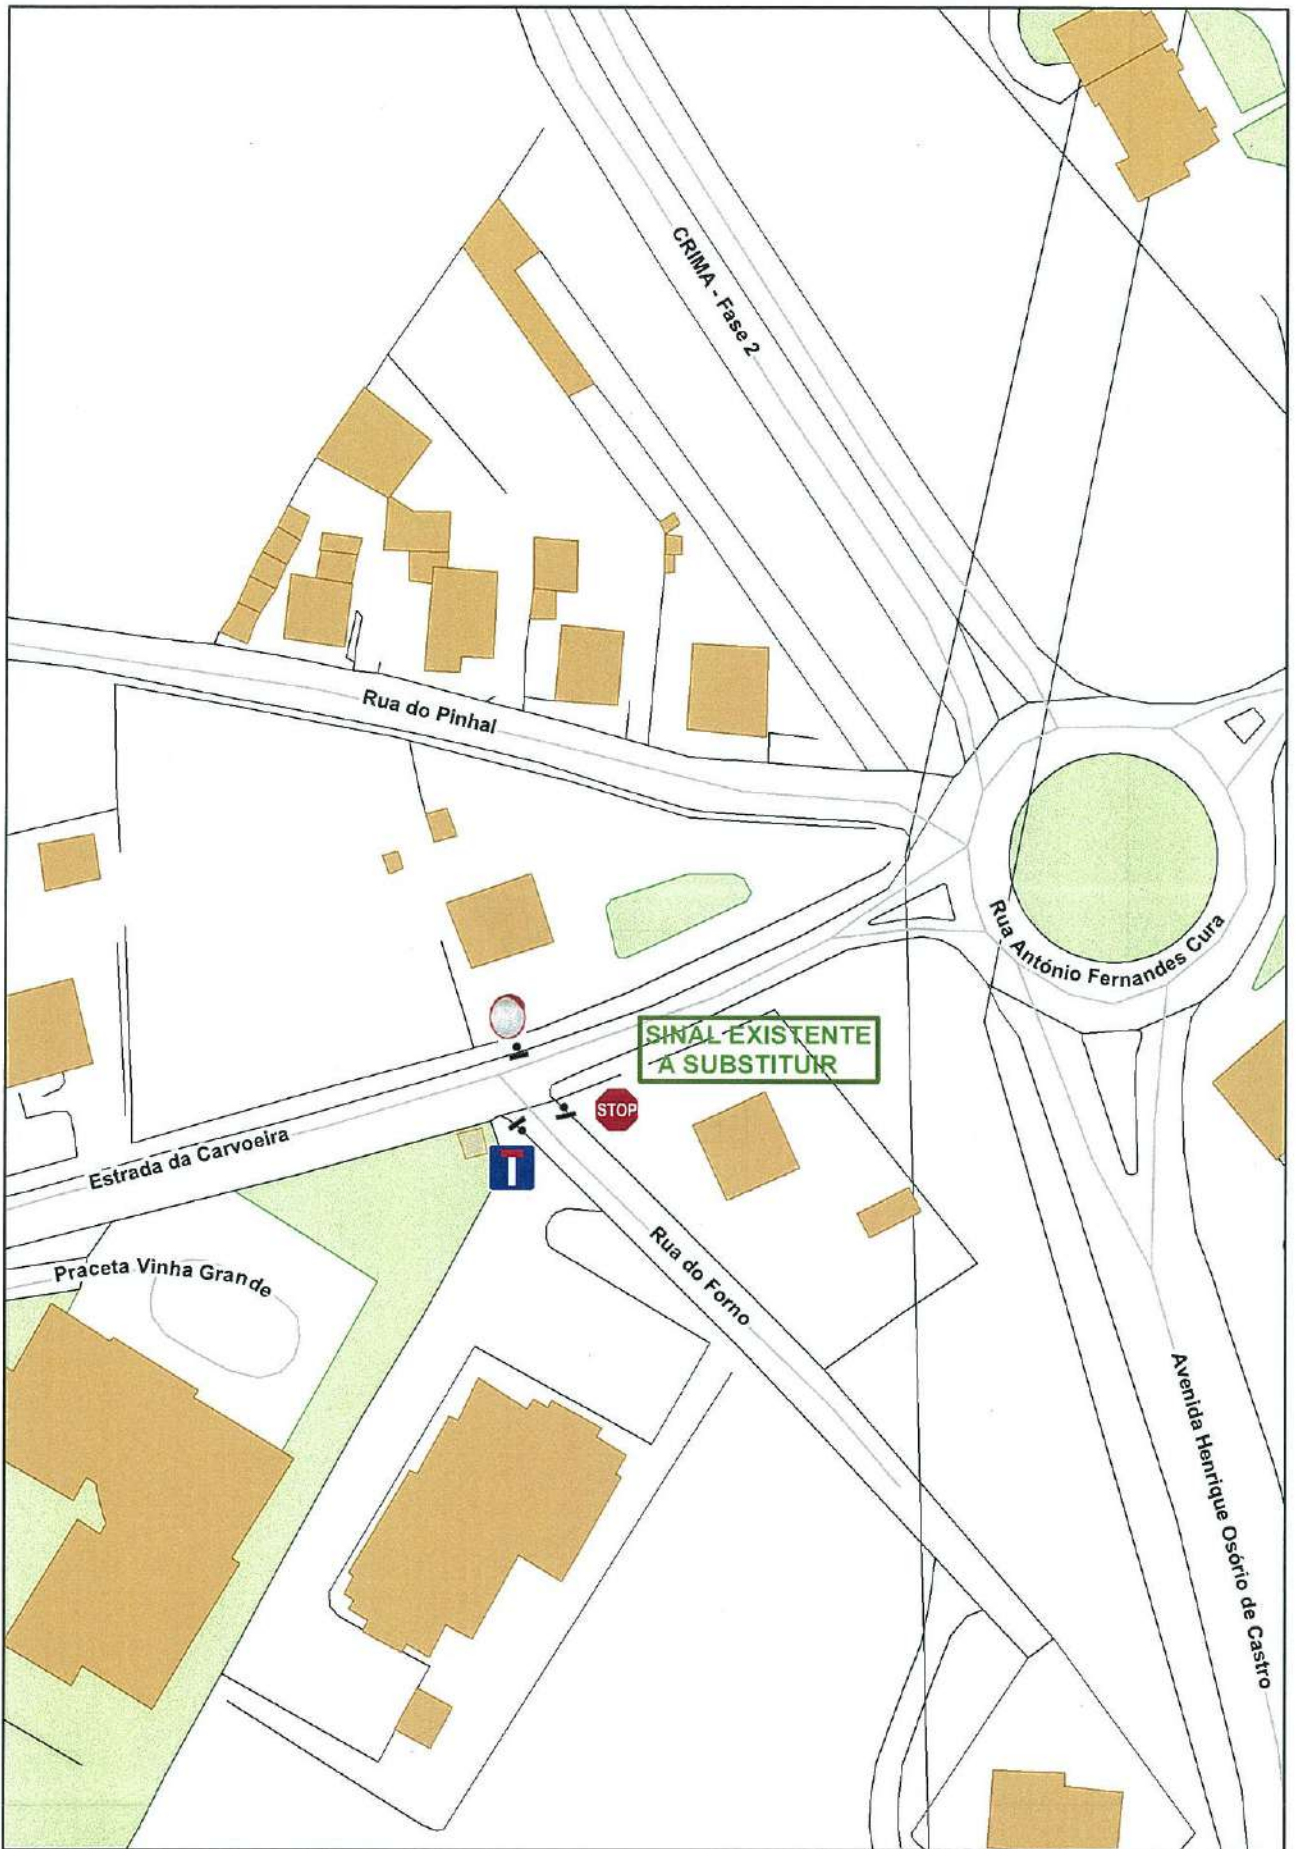 CRIMA - Fase 2
Rua do Pinhal
Rua António Fernandes Cura
SINAL EXISTENTE
A SUBSTITUIR
STOP
Estrada da Carvoeira
Praceta Vinha Grande
Rua do Forno
Avenida Henrique Osório de Castro